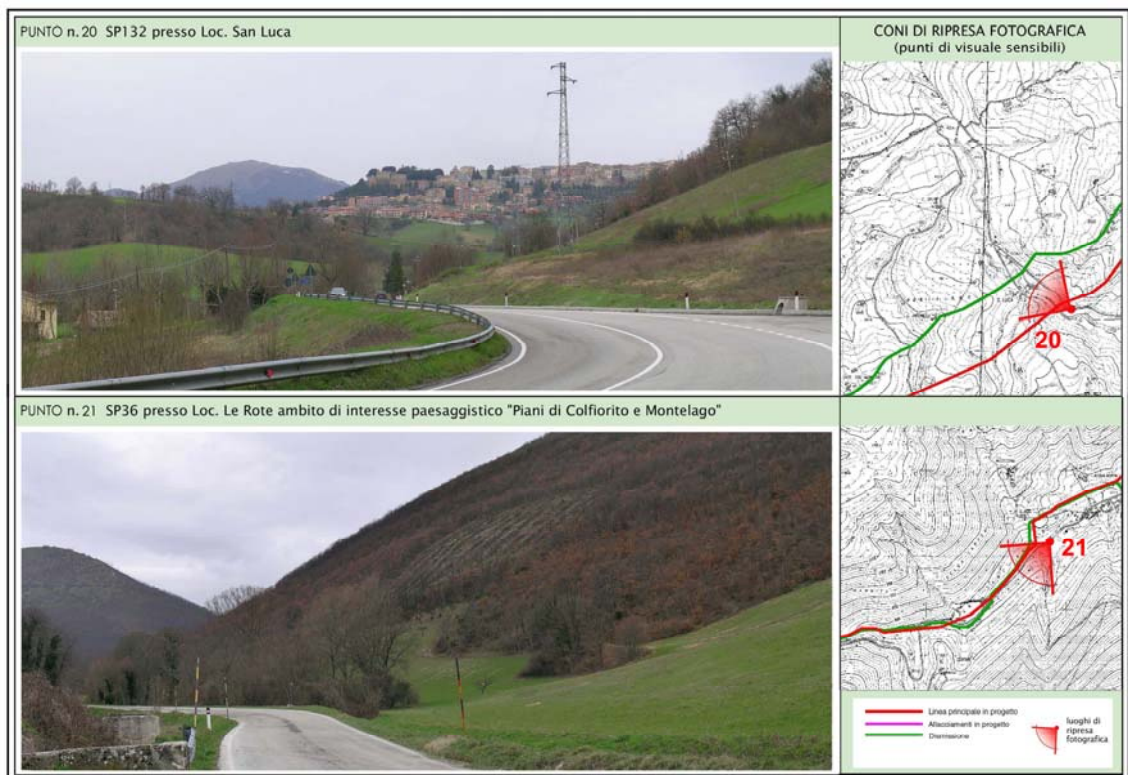 PUNTO n.20 SP132 presso Loc. San Luca
CONI DI RIPRESA FOTOGRAFICA
(punti di visuale sensibili)
20
PUNTO n.21 SP36 presso Loc. Le Rote ambito di interesse paesaggistico "Piani di Colfiorito e Montelago"
21
Linea principale in progetto
Allacciamenti in progetto
Dismissione
luoghi di
ripresa
fotografica